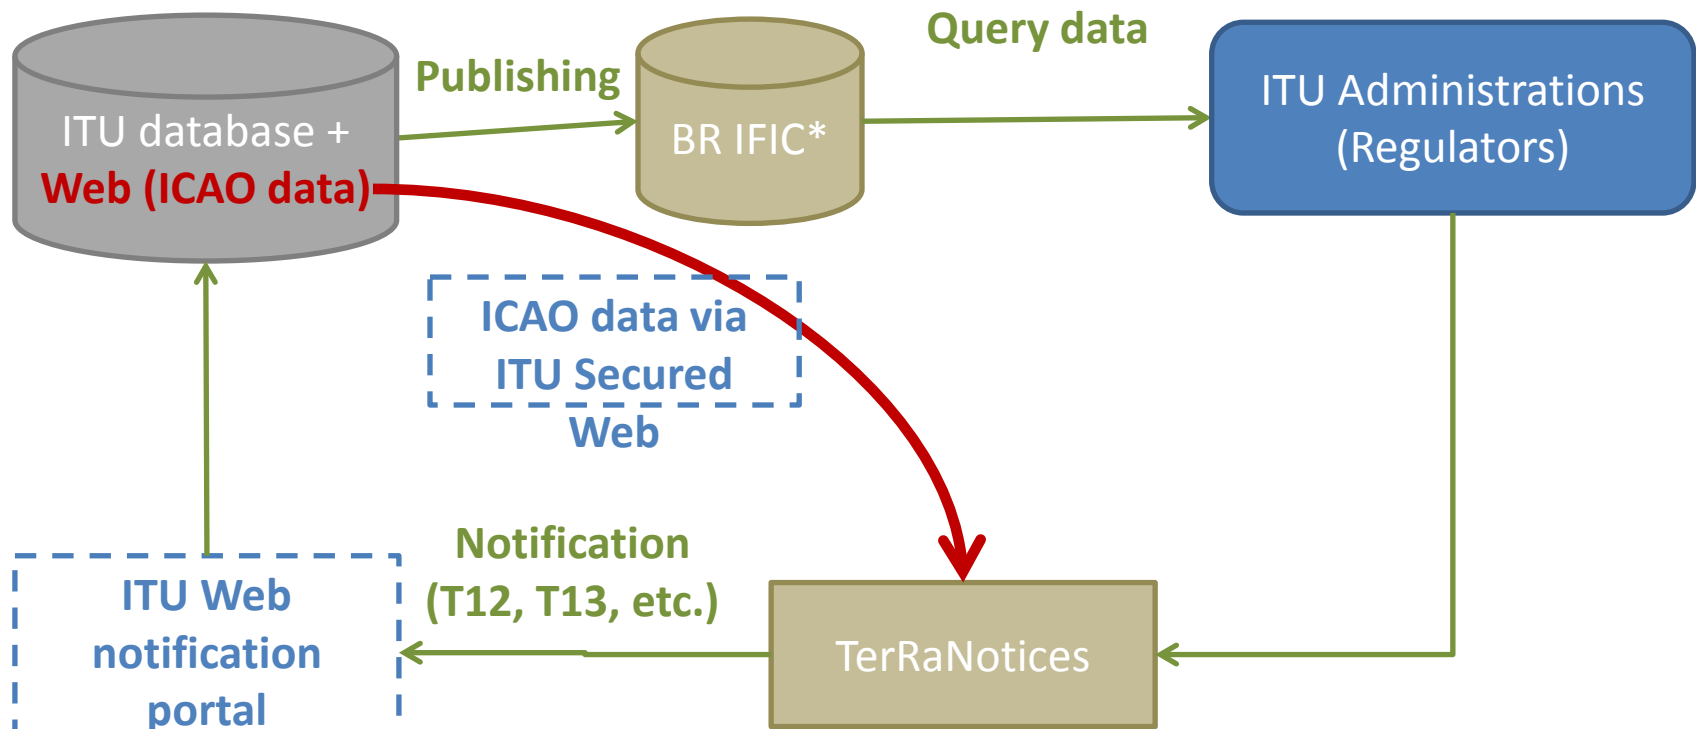 Query data
Publishing
ITU database +
Web (ICAO data)
BR IFIC*
ITU Administrations
(Regulators)
ICAO data via
ITU Secured
Web
Notification
(T12, T13, etc.)
ITU Web
notification
portal
TerRaNotices